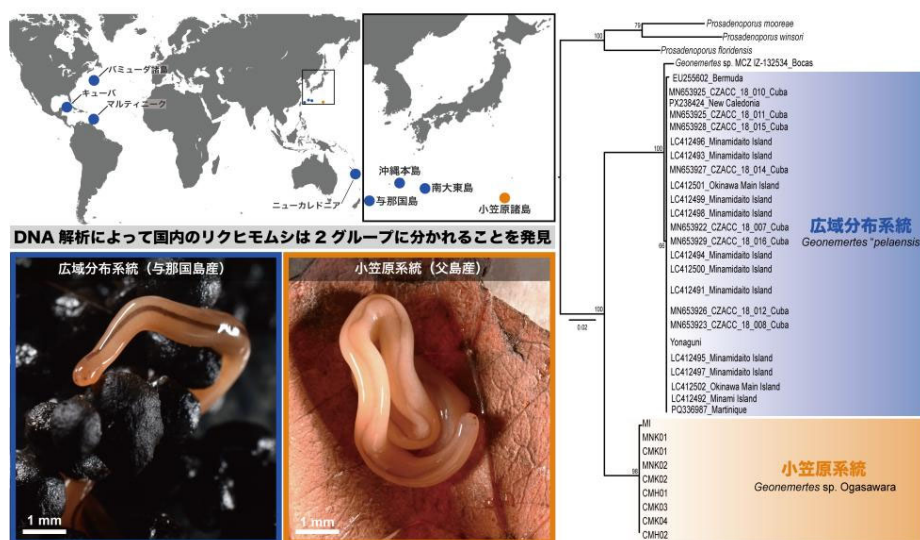 バミューダ諸島
キューバ
マルティニーク
ニューカレドニア
沖縄本島
南大東島
与那国島
小笠原諸島
DNA 解析によって国内のリクヒモムシは 2 グループに分かれることを発見
広域分布系統（与那国島産）
1 mm
小笠原系統（父島産）
1 mm
Prosadenoporus mooreae
79
Prosadenoporus winsori
100
Prosadenoporus floridensis
Geonemertes sp. MCZ IZ-132534_Bocas
EU255602_Bermuda
MN653925_CZACC_18_010_Cuba
PX238424_New Caledonia
MN653925_CZACC_18_011_Cuba
MN653928_CZACC_18_015_Cuba
LC412496_Minamidaito Island
100
LC412493_Minamidaito Island
MN653927_CZACC_18_014_Cuba
LC412501_Okinawa Main Island
LC412499_Minamidaito Island
LC412498_Minamidaito Island
MN653922_CZACC_18_007_Cuba
MN653929_CZACC_18_016_Cuba
LC412494_Minamidaito Island
LC412500_Minamidaito Island
LC412491_Minamidaito Island
100
MN653926_CZACC_18_012_Cuba
0.02
MN653923_CZACC_18_008_Cuba
Yonaguni
LC412495_Minamidaito Island
LC412497_Minamidaito Island
LC412502_Okinawa Main Island
LC412492_Minami Island
PQ336987_Martinique
広域分布系統
Geonemertes "pelaensis
MI
MNK01
CMK01
MNK02
CMK02
CMH01
CMK03
CMK04
CMH02
小笠原系統
Geonemertes sp. Ogasawara